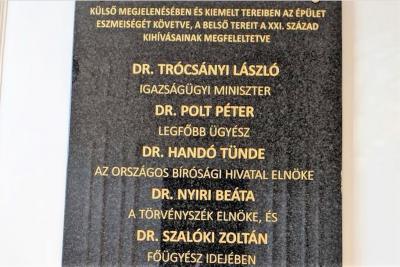 KÜLSŐ MEGJELENÉSÉBEN ÉS KIEMELT TEREIBEN AZ ÉPÜLET
ESZMEISÉGÉT KÖVETVE, A BELSŐ TEREIT A XXI. SZÁZAD
KIHÍVÁSAINAK MEGFELELTETVE
DR. TRÓCSÁNYI LÁSZLÓ
IGAZSÁGÜGYI MINISZTER
DR. POLT PÉTER
LEGFŐBB ÜGYÉSZ
DR. HANDÓ TÜNDE
AZ ORSZÁGOS BÍRÓSÁGI HIVATAL ELNÖKE
DR. NYIRI BEÁTA
A TÖRVÉNYSZÉK ELNÖKE, ÉS
DR. SZALÓKI ZOLTÁN
FŐÜGYÉSZ IDEJÉBEN